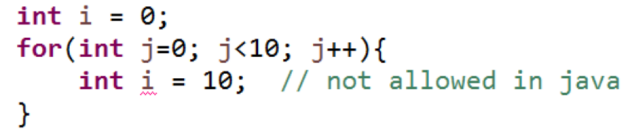 int i = 0;
for(int j=0; j<10; j++){
    int i = 10;  // not allowed in java
}